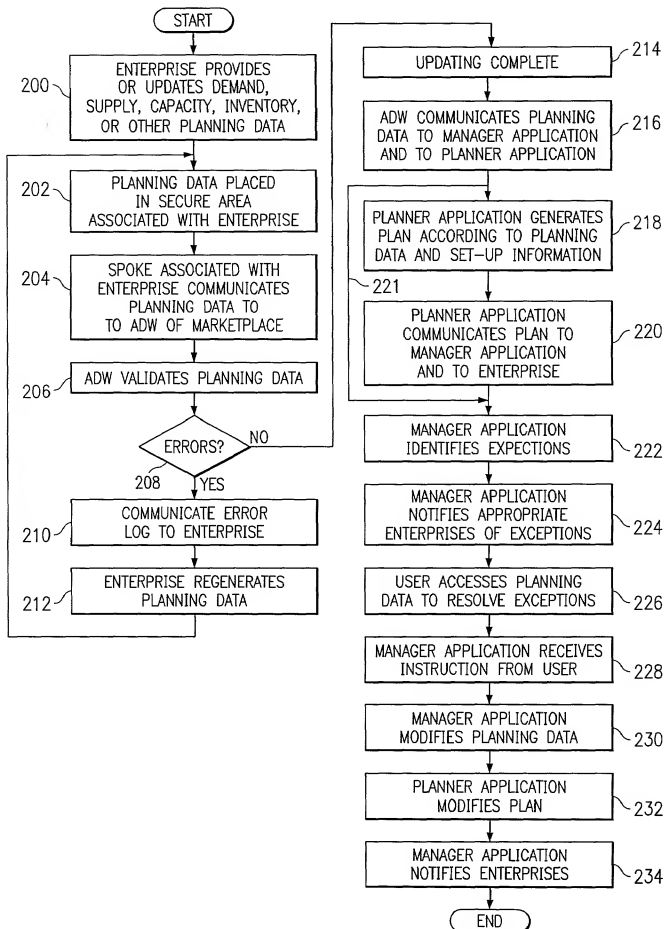 START
200
ENTERPRISE PROVIDES
OR UPDATES DEMAND,
SUPPLY, CAPACITY, INVENTORY,
OR OTHER PLANNING DATA
202
PLANNING DATA PLACED
IN SECURE AREA
ASSOCIATED WITH ENTERPRISE
204
SPOKE ASSOCIATED WITH
ENTERPRISE COMMUNICATES
PLANNING DATA TO
TO ADW OF MARKETPLACE
206
ADW VALIDATES PLANNING DATA
ERRORS?
NO
208
YES
210
COMMUNICATE ERROR
LOG TO ENTERPRISE
212
ENTERPRISE REGENERATES
PLANNING DATA
UPDATING COMPLETE
214
ADW COMMUNICATES PLANNING
DATA TO MANAGER APPLICATION
AND TO PLANNER APPLICATION
216
PLANNER APPLICATION GENERATES
PLAN ACCORDING TO PLANNING
DATA AND SET-UP INFORMATION
218
221
PLANNER APPLICATION
COMMUNICATES PLAN TO
MANAGER APPLICATION
AND TO ENTERPRISE
220
MANAGER APPLICATION
IDENTIFIES EXPECTIONS
222
MANAGER APPLICATION
NOTIFIES APPROPRIATE
ENTERPRISES OF EXCEPTIONS
224
USER ACCESSES PLANNING
DATA TO RESOLVE EXCEPTIONS
226
MANAGER APPLICATION RECEIVES
INSTRUCTION FROM USER
228
MANAGER APPLICATION
MODIFIES PLANNING DATA
230
PLANNER APPLICATION
MODIFIES PLAN
232
MANAGER APPLICATION
NOTIFIES ENTERPRISES
234
END